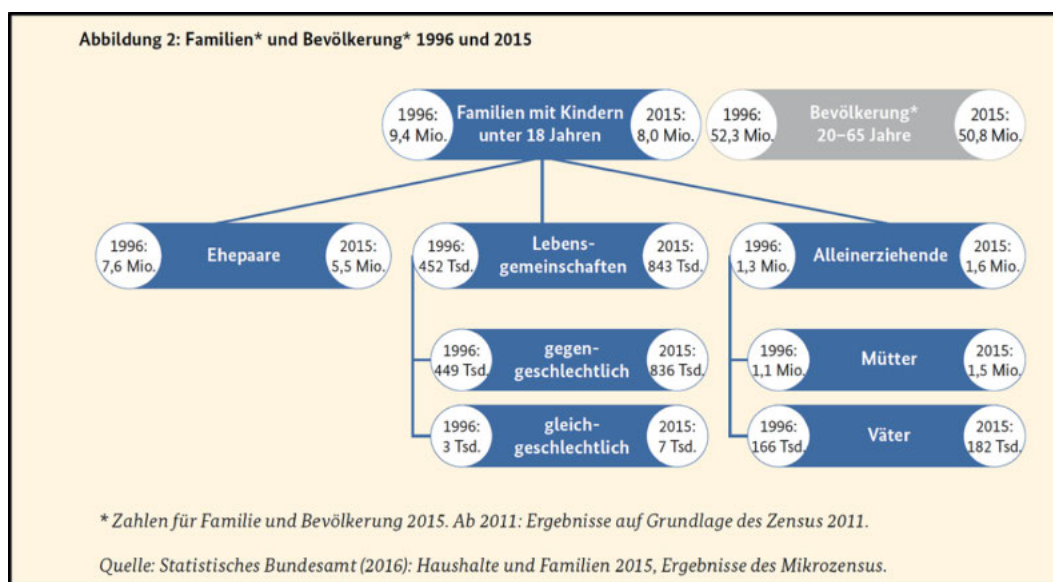 Abbildung 2: Familien* und Bevölkerung* 1996 und 2015
1996:
9,4 Mio.
Familien mit Kindern
unter 18 Jahren
2015:
8,0 Mio.
1996:
52,3 Mio.
Bevölkerung*
20–65 Jahre
2015:
50,8 Mio.
1996:
7,6 Mio.
Ehepaare
2015:
5,5 Mio.
1996:
452 Tsd.
Lebens-
gemeinschaften
2015:
843 Tsd.
1996:
1,3 Mio.
Alleinerziehende
2015:
1,6 Mio.
1996:
449 Tsd.
gegen-
geschlechtlich
2015:
836 Tsd.
1996:
1,1 Mio.
Mütter
2015:
1,5 Mio.
1996:
3 Tsd.
gleich-
geschlechtlich
2015:
7 Tsd.
1996:
166 Tsd.
Väter
2015:
182 Tsd.
* Zahlen für Familie und Bevölkerung 2015. Ab 2011: Ergebnisse auf Grundlage des Zensus 2011.
Quelle: Statistisches Bundesamt (2016): Haushalte und Familien 2015, Ergebnisse des Mikrozensus.